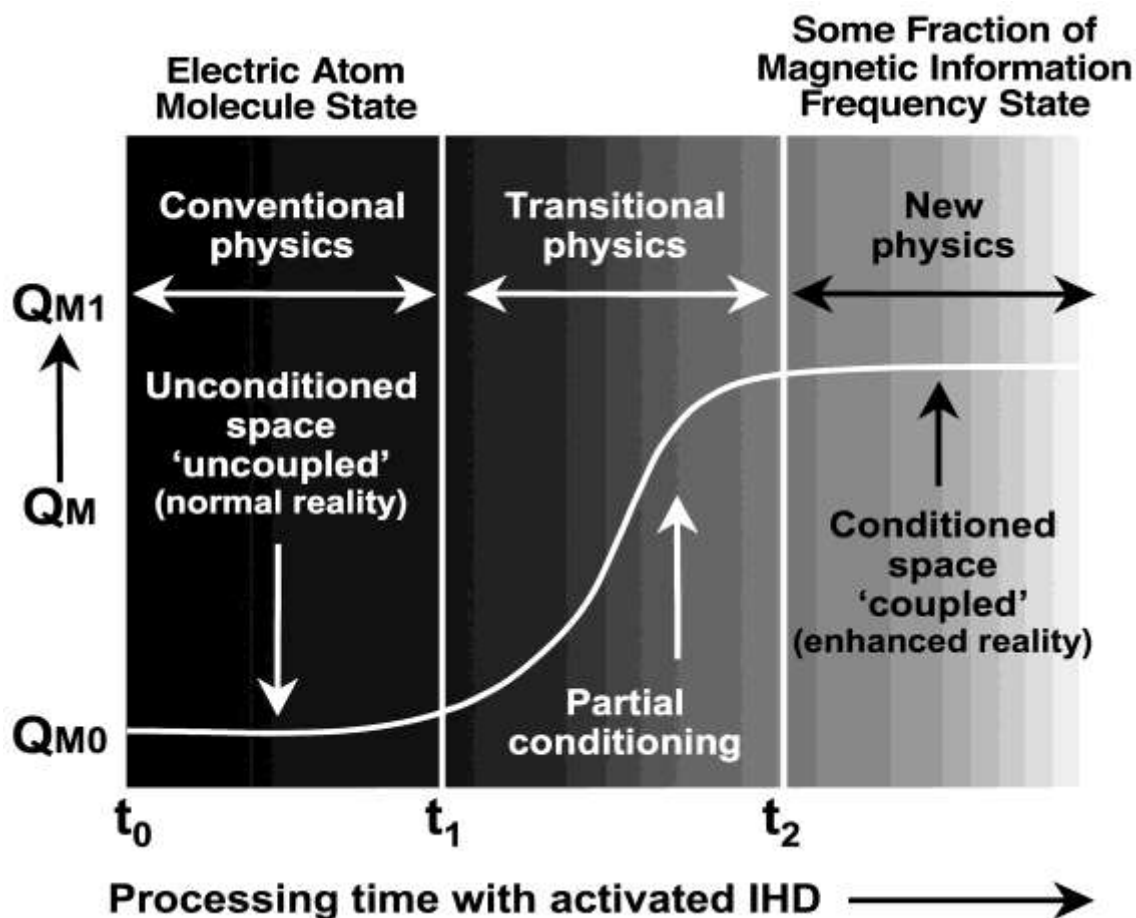 Electric Atom
Molecule State
Some Fraction of
Magnetic Information
Frequency State
Conventional
physics
Transitional
physics
New
physics
QM1
QM
QM0
Unconditioned
space
‘uncoupled’
(normal reality)
Partial
conditioning
Conditioned
space
‘coupled’
(enhanced reality)
t0
t1
t2
Processing time with activated IHD